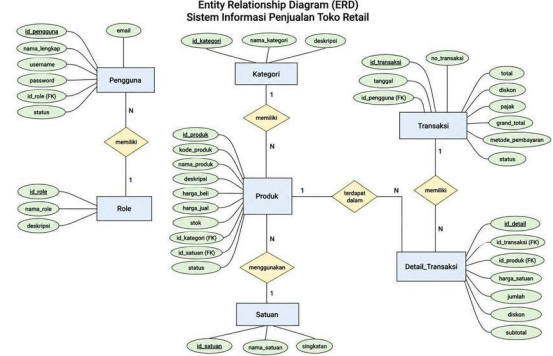 Entity Relationship Diagram (ERD)
Sistem Informasi Penjualan Toko Retail
id_pengguna
email
nama_lengkap
username
password
id_role (FK)
status
Pengguna
N
memiliki
1
id_role
nama_role
deskripsi
Role
id_kategori
nama_kategori
deskripsi
Kategori
1
memiliki
N
id_produk
kode_produk
nama_produk
deskripsi
harga_beli
harga_jual
stok
id_kategori (FK)
id_satuan (FK)
status
Produk
1
terdapat
dalam
N
N
menggunakan
1
Satuan
id_satuan
nama_satuan
singkatan
id_transaksi
no_transaksi
tanggal
id_pengguna (FK)
total
diskon
pajak
grand_total
metode_pembayaran
status
Transaksi
1
memiliki
N
Detail_Transaksi
id_detail
id_transaksi (FK)
id_produk (FK)
harga_satuan
jumlah
diskon
subtotal